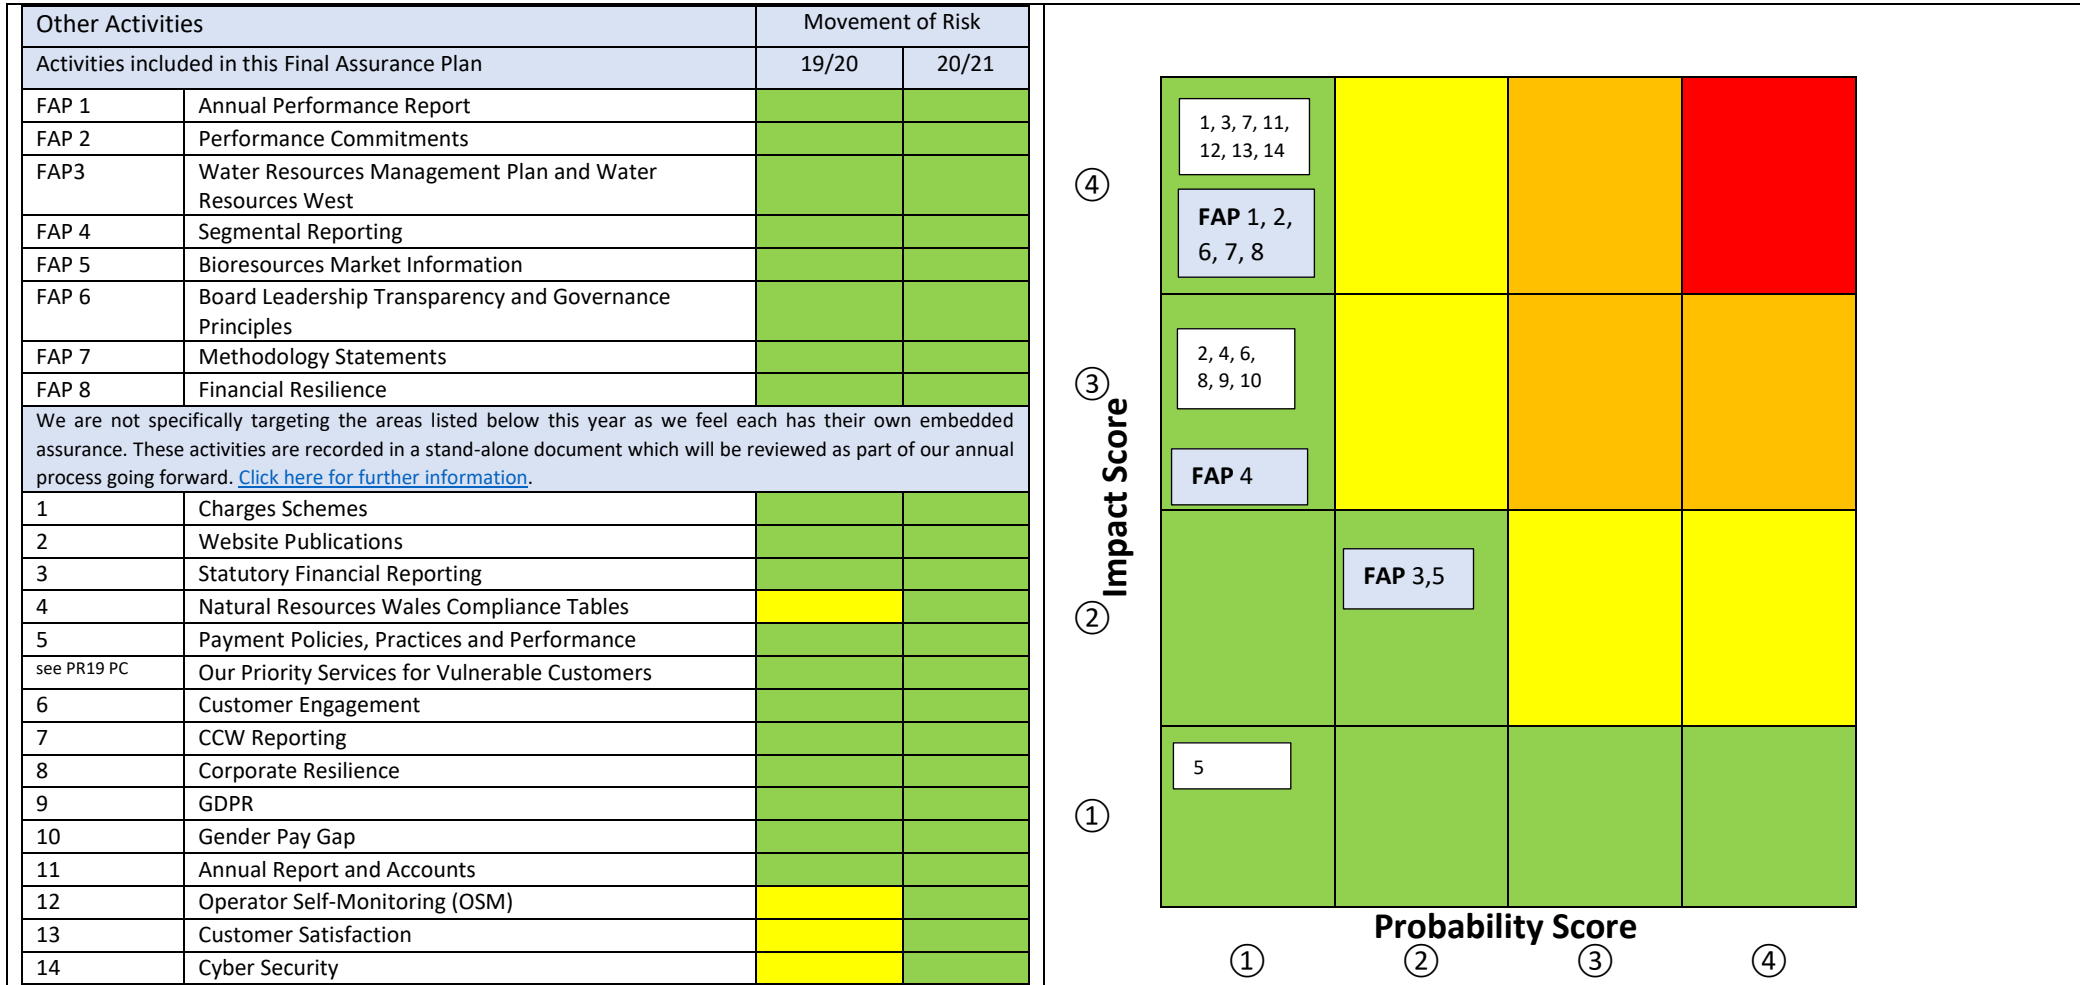 Other Activities
Movement of Risk
Activities included in this Final Assurance Plan
19/20
20/21
FAP 1
Annual Performance Report
FAP 2
Performance Commitments
FAP3
Water Resources Management Plan and Water
Resources West
FAP 4
Segmental Reporting
FAP 5
Bioresources Market Information
FAP 6
Board Leadership Transparency and Governance
Principles
FAP 7
Methodology Statements
FAP 8
Financial Resilience
We are not specifically targeting the areas listed below this year as we feel each has their own embedded
assurance. These activities are recorded in a stand-alone document which will be reviewed as part of our annual
process going forward. Click here for further information.
1
Charges Schemes
2
Website Publications
3
Statutory Financial Reporting
4
Natural Resources Wales Compliance Tables
5
Payment Policies, Practices and Performance
see PR19 PC
Our Priority Services for Vulnerable Customers
6
Customer Engagement
7
CCW Reporting
8
Corporate Resilience
9
GDPR
10
Gender Pay Gap
11
Annual Report and Accounts
12
Operator Self-Monitoring (OSM)
13
Customer Satisfaction
14
Cyber Security
Impact Score
④
③
②
①
1, 3, 7, 11,
12, 13, 14
FAP 1, 2,
6, 7, 8
2, 4, 6,
8, 9, 10
FAP 4
FAP 3,5
5
Probability Score
①
②
③
④